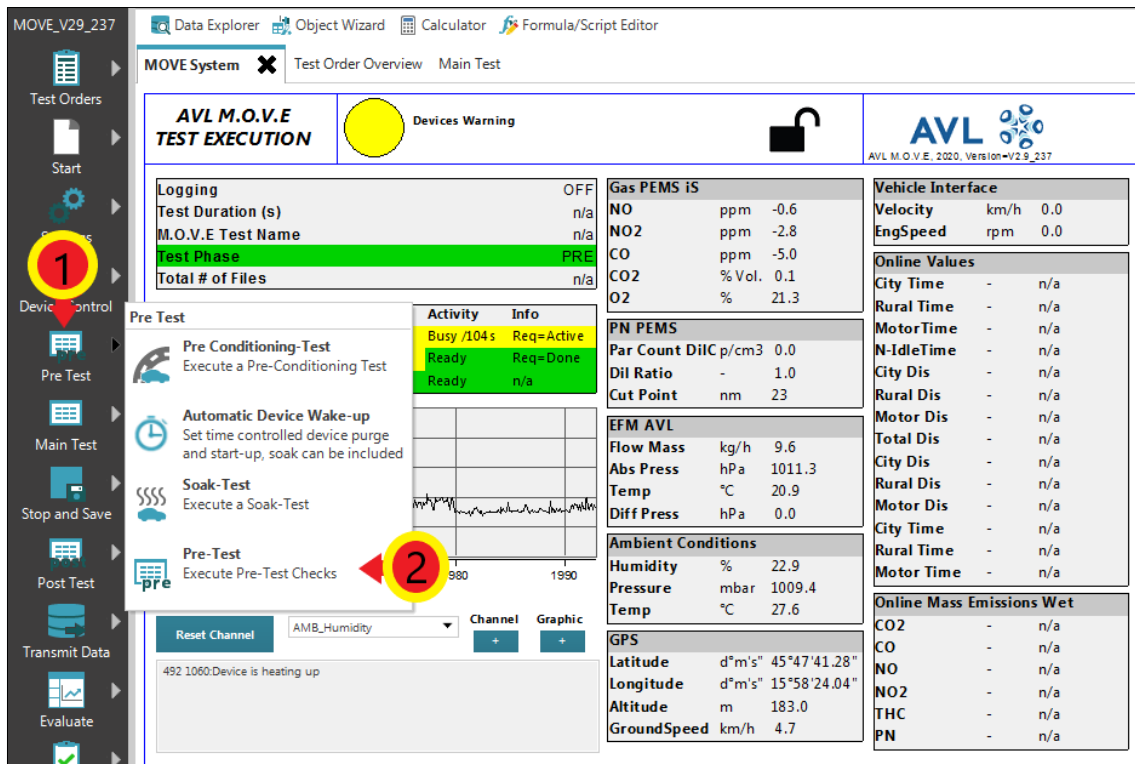 MOVE_V29_237
Data Explorer Object Wizard Calculator Formula/Script Editor
MOVE System Test Order Overview Main Test
Test Orders
Start
1
Device Control
Pre Test
Main Test
Stop and Save
post
Post Test
Transmit Data
Evaluate
AVL M.O.V.E
TEST EXECUTION
Devices Warning
AVL
AVL M.O.V.E, 2020, Version=V2.9_237
Logging OFF
Test Duration (s) n/a
M.O.V.E Test Name n/a
Test Phase PRE
Total # of Files n/a
Activity Info
Busy /104 s Req=Active
Ready Req=Done
Ready n/a
Pre Test
Pre Conditioning-Test
Execute a Pre-Conditioning Test
Automatic Device Wake-up
Set time controlled device purge
and start-up, soak can be included
Soak-Test
Execute a Soak-Test
Pre-Test
Execute Pre-Test Checks
pre
2
980 1990
Reset Channel AMB_Humidity
Channel Graphic
+ +
492 1060:Device is heating up
Gas PEMS iS
NO ppm -0.6
NO2 ppm -2.8
CO ppm -5.0
CO2 % Vol. 0.1
O2 % 21.3
PN PEMS
Par Count DilC p/cm3 0.0
Dil Ratio - 1.0
Cut Point nm 23
EFM AVL
Flow Mass kg/h 9.6
Abs Press hPa 1011.3
Temp °C 20.9
Diff Press hPa 0.0
Ambient Conditions
Humidity % 22.9
Pressure mbar 1009.4
Temp °C 27.6
GPS
Latitude d°m's" 45°47'41.28"
Longitude d°m's" 15°58'24.04"
Altitude m 183.0
GroundSpeed km/h 4.7
Vehicle Interface
Velocity km/h 0.0
EngSpeed rpm 0.0
Online Values
City Time - n/a
Rural Time - n/a
MotorTime - n/a
N-IdleTime - n/a
City Dis - n/a
Rural Dis - n/a
Motor Dis - n/a
Total Dis - n/a
City Dis - n/a
Rural Dis - n/a
Motor Dis - n/a
City Time - n/a
Rural Time - n/a
Motor Time - n/a
Online Mass Emissions Wet
CO2 - n/a
CO - n/a
NO - n/a
NO2 - n/a
THC - n/a
PN - n/a